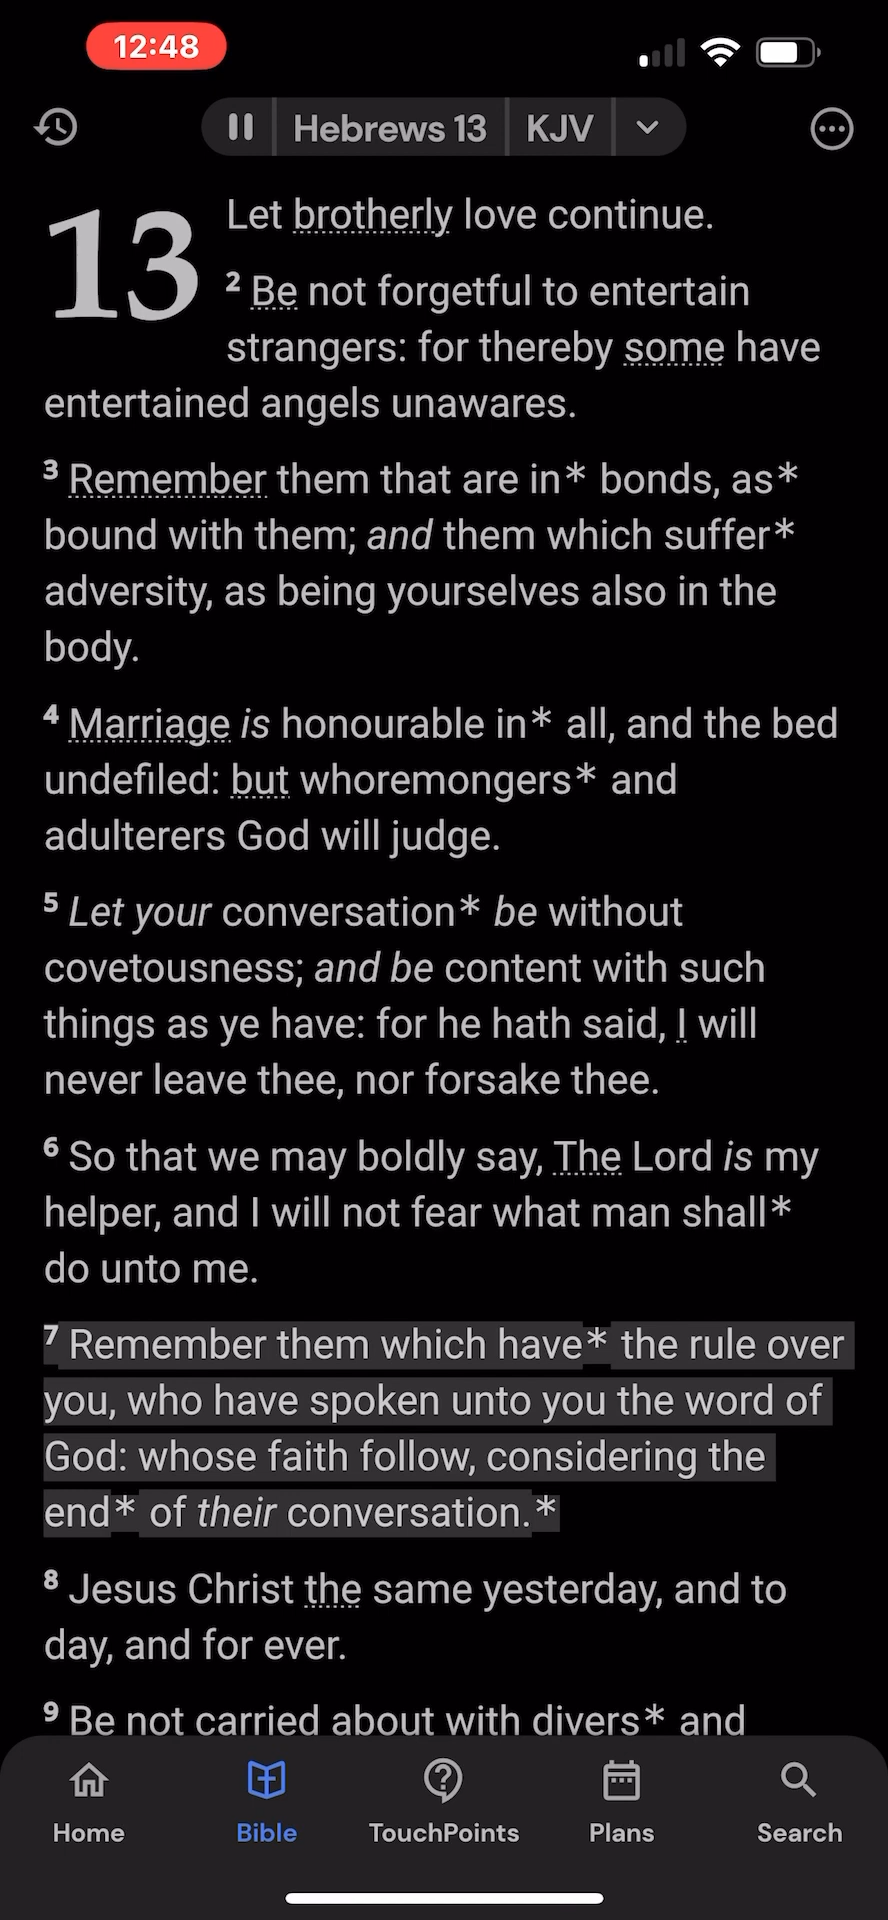 12:48
Hebrews 13 KJV
13 Let brotherly love continue.
2 Be not forgetful to entertain
strangers: for thereby some have
entertained angels unawares.
3 Remember them that are in* bonds, as*
bound with them; and them which suffer*
adversity, as being yourselves also in the
body.
4 Marriage is honourable in* all, and the bed
undefiled: but whoremongers* and
adulterers God will judge.
5 Let your conversation* be without
covetousness; and be content with such
things as ye have: for he hath said, I will
never leave thee, nor forsake thee.
6 So that we may boldly say, The Lord is my
helper, and I will not fear what man shall*
do unto me.
7 Remember them which have* the rule over
you, who have spoken unto you the word of
God: whose faith follow, considering the
end* of their conversation.*
8 Jesus Christ the same yesterday, and to
day, and for ever.
9 Be not carried about with divers* and
Home Bible TouchPoints Plans Search